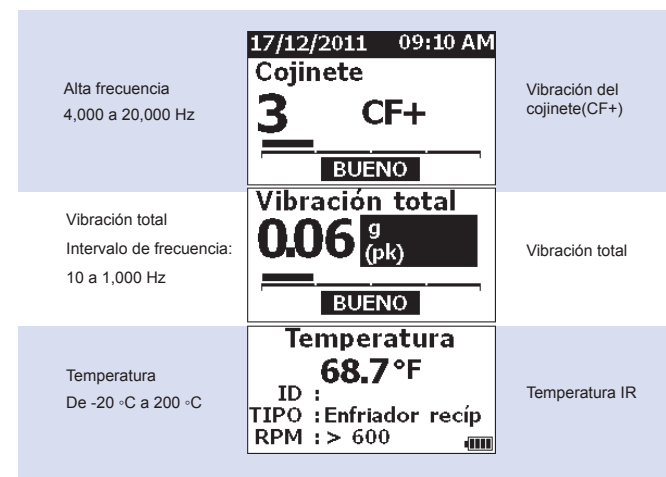 17/12/2011 09:10 AM
Alta frecuencia
4,000 a 20,000 Hz
Cojinete
3 CF+
BUENO
Vibración del
cojinete(CF+)
Vibración total
Intervalo de frecuencia:
10 a 1,000 Hz
Vibración total
0.06 g
(pk)
BUENO
Vibración total
Temperatura
De -20 °C a 200 °C
Temperatura
68.7°F
ID :
TIPO :Enfriador recíp
RPM :> 600
Temperatura IR